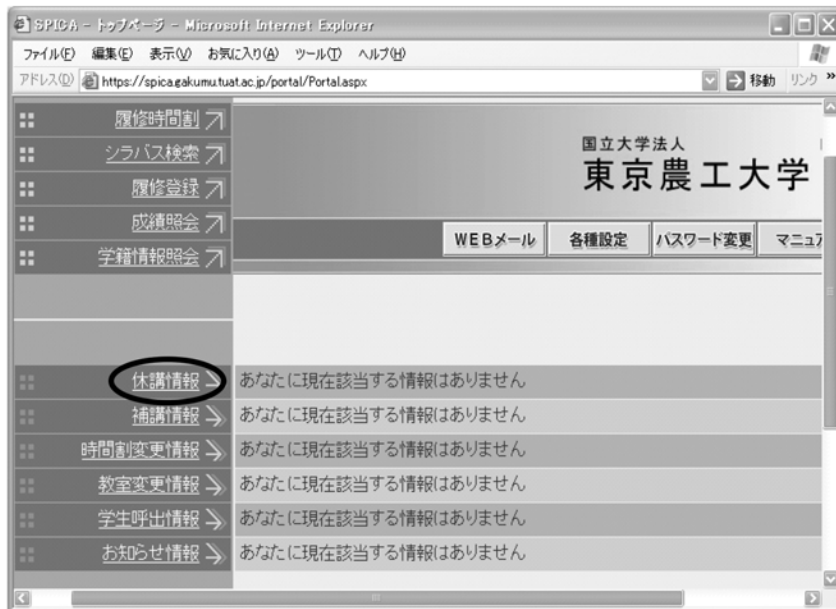 SPICA - トップページ - Microsoft Internet Explorer
ファイル(F) 編集(E) 表示(V) お気に入り(A) ツール(T) ヘルプ(H)
アドレス(D) https://spica.gakumu.tuat.ac.jp/portal/Portal.aspx 移動 リンク »
履修時間割
シラバス検索
履修登録
成績照会
学籍情報照会
国立大学法人
東京農工大学
WEBメール 各種設定 パスワード変更 マニュア
休講情報 あなたに現在該当する情報はありません
補講情報 あなたに現在該当する情報はありません
時間割変更情報 あなたに現在該当する情報はありません
教室変更情報 あなたに現在該当する情報はありません
学生呼出情報 あなたに現在該当する情報はありません
お知らせ情報 あなたに現在該当する情報はありません